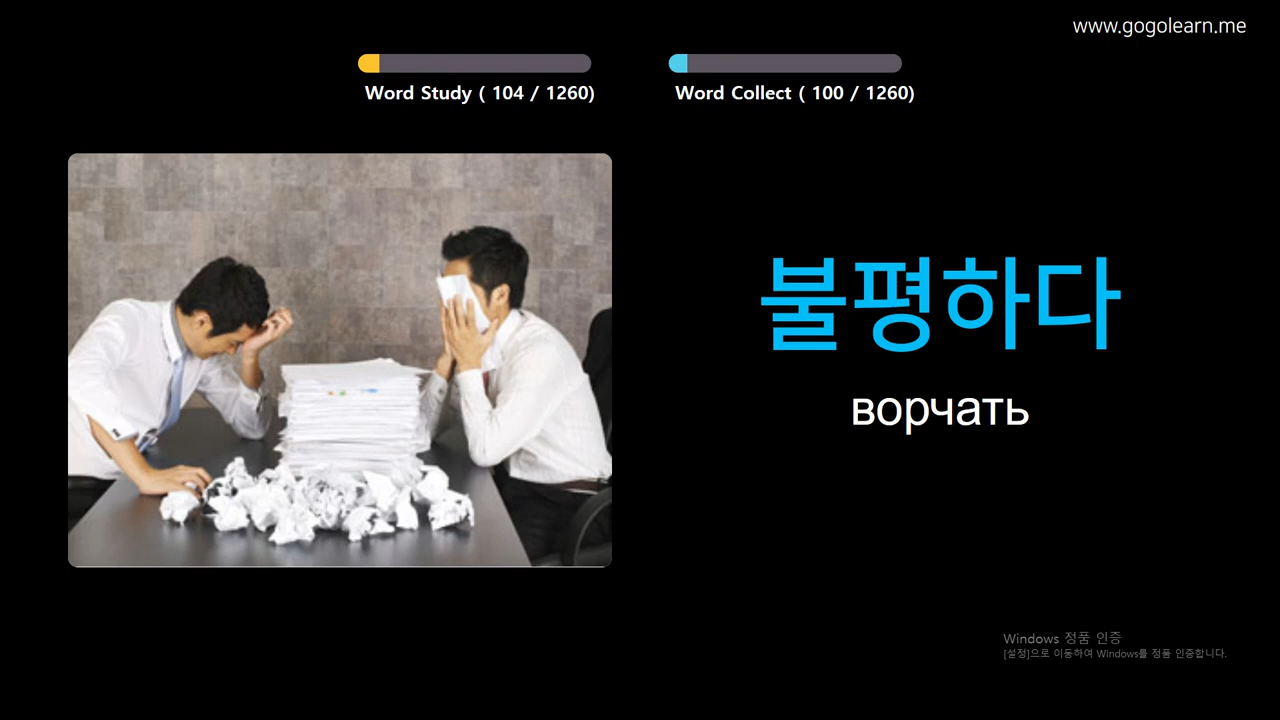 www.gogolearn.me
Word Study ( 104 / 1260)
Word Collect ( 100 / 1260)
불평하다
ворчать
Windows 정품 인증
[설정]으로 이동하여 Windows를 정품 인증합니다.